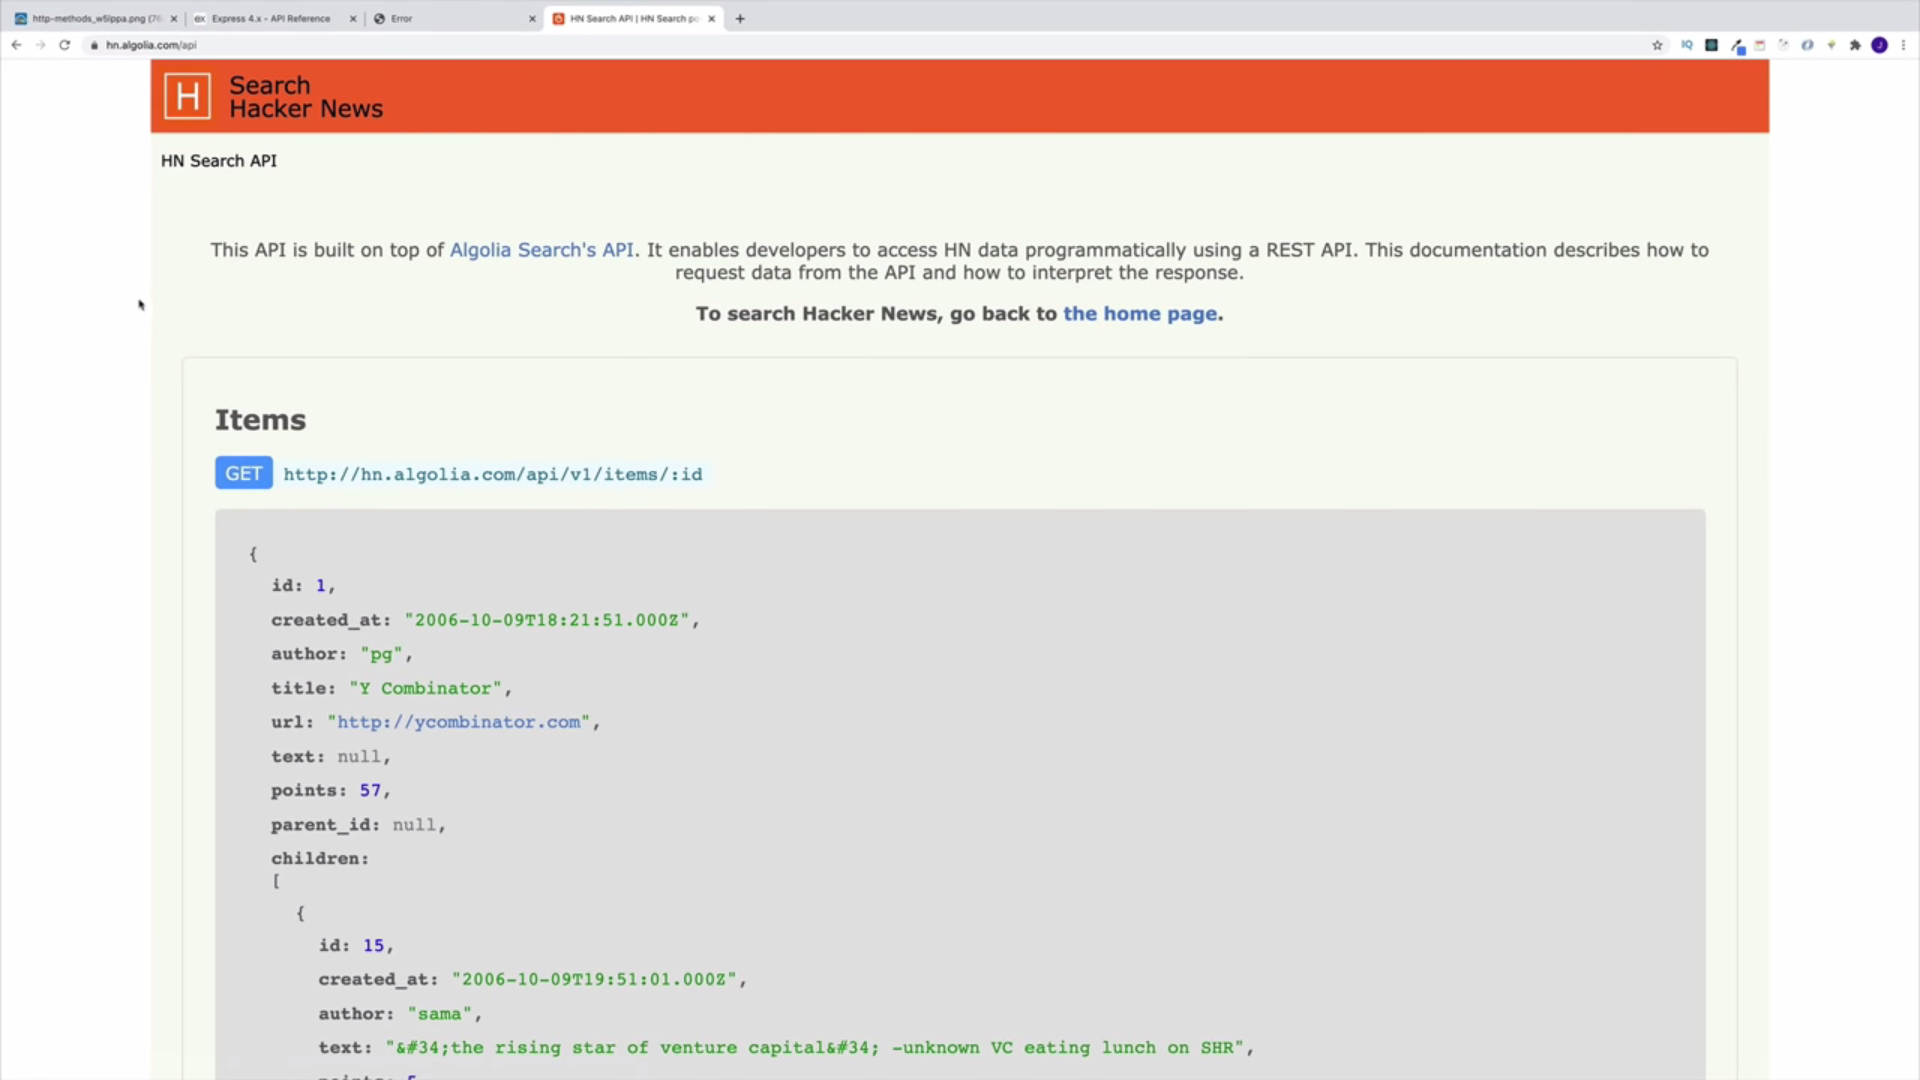 http-methods_w5ippa.png (76
ex Express 4.x - API Reference
Error
HN Search API | HN Search po
hn.algolia.com/api
IQ
J
H
Search
Hacker News
HN Search API
This API is built on top of Algolia Search's API. It enables developers to access HN data programmatically using a REST API. This documentation describes how to
request data from the API and how to interpret the response.
To search Hacker News, go back to the home page.
Items
GET http://hn.algolia.com/api/v1/items/:id
{
id: 1,
created_at: "2006-10-09T18:21:51.000Z",
author: "pg",
title: "Y Combinator",
url: "http://ycombinator.com",
text: null,
points: 57,
parent_id: null,
children:
[
{
id: 15,
created_at: "2006-10-09T19:51:01.000Z",
author: "sama",
text: "&#34;the rising star of venture capital&#34; -unknown VC eating lunch on SHR",